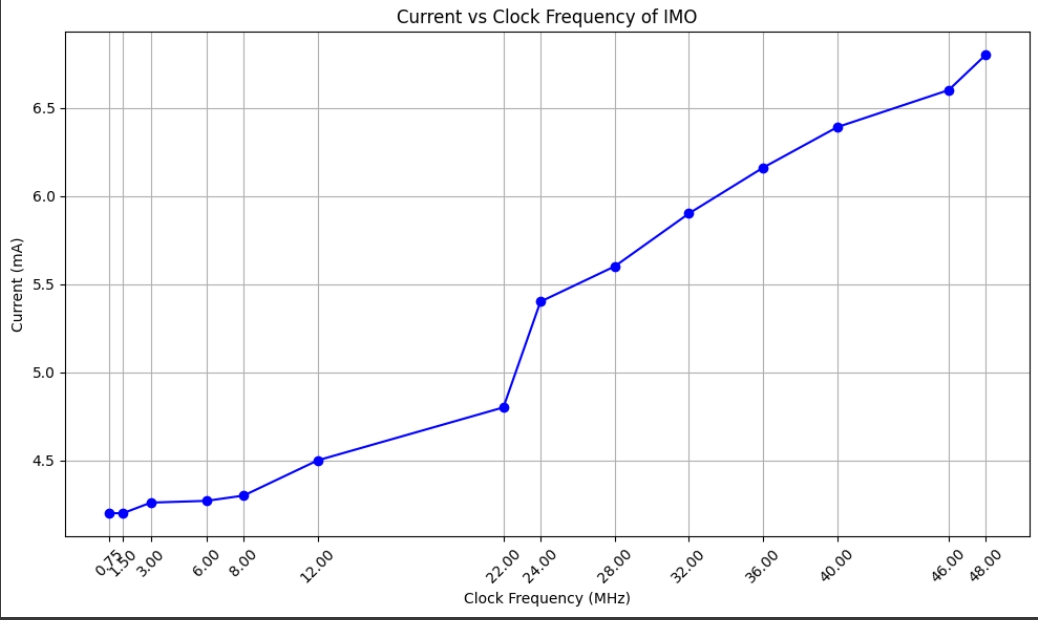 Current vs Clock Frequency of IMO
Current (mA)
6.5
6.0
5.5
5.0
4.5
0.75 1.50 3.00 6.00 8.00 12.00 22.00 24.00 28.00 32.00 36.00 40.00 46.00 48.00
Clock Frequency (MHz)